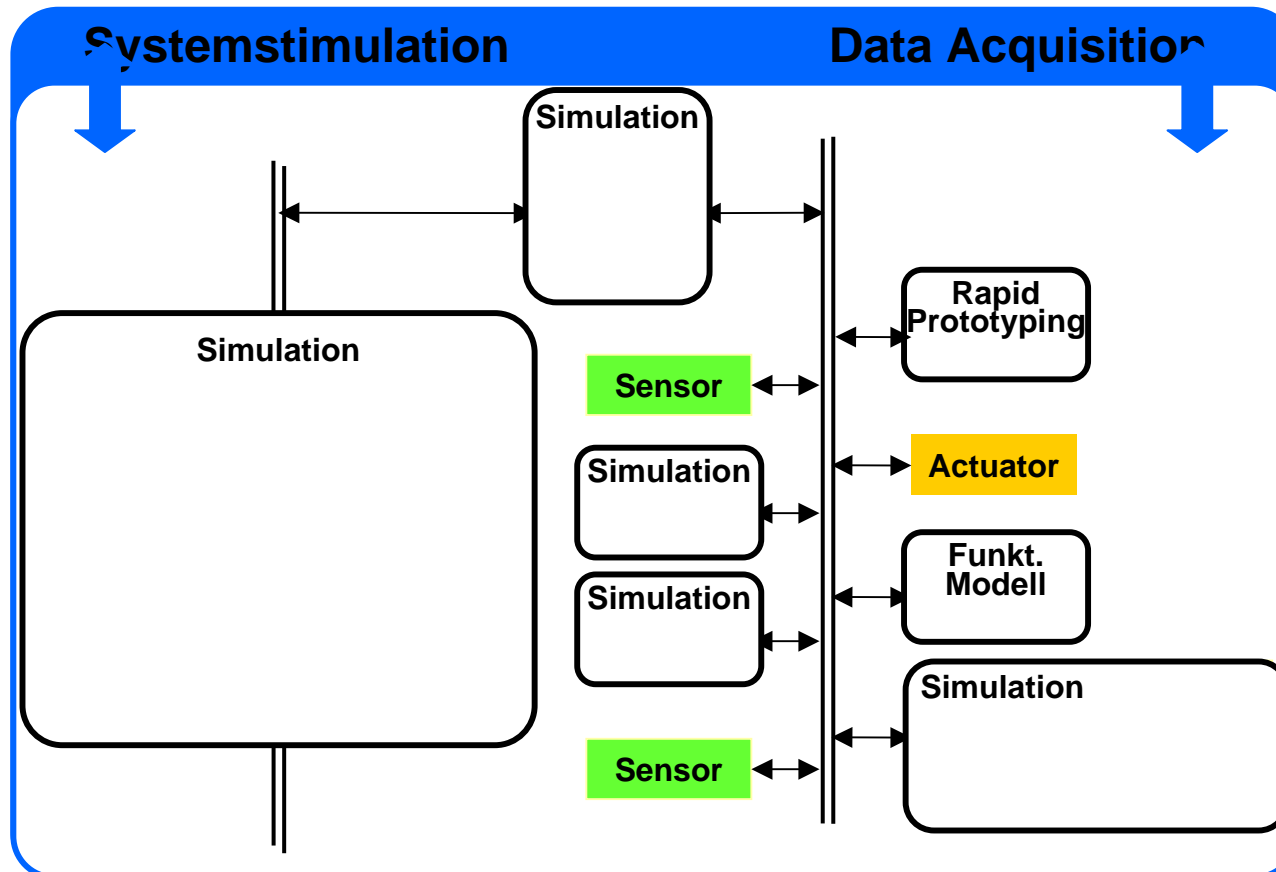 Systemstimulation
Data Acquisition
Simulation
Rapid
Prototyping
Simulation
Sensor
Simulation
Actuator
Funkt.
Modell
Simulation
Simulation
Sensor